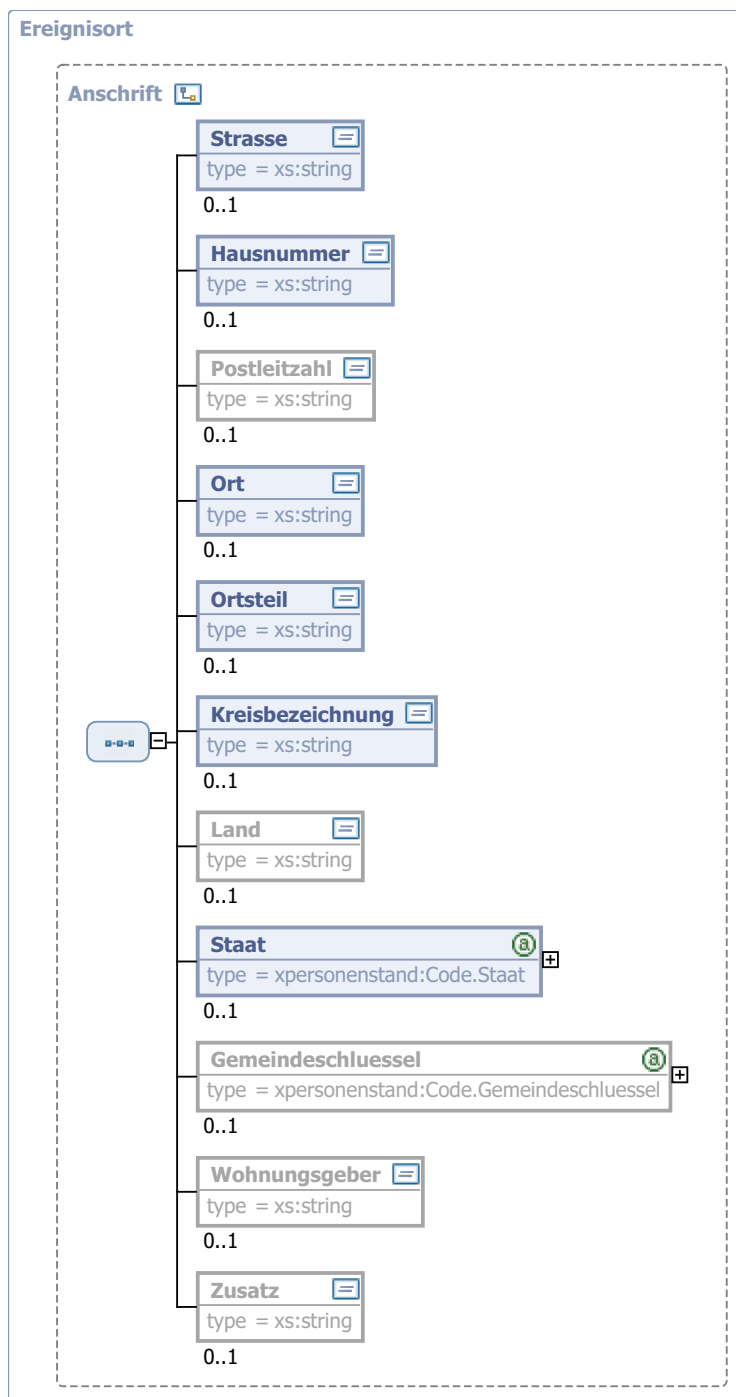 Ereignisort
Anschrift
Strasse
type = xs:string
0..1
Hausnummer
type = xs:string
0..1
Postleitzahl
type = xs:string
0..1
Ort
type = xs:string
0..1
Ortsteil
type = xs:string
0..1
Kreisbezeichnung
type = xs:string
0..1
Land
type = xs:string
0..1
Staat
type = xpersonenstand:Code.Staat
0..1
Gemeindeschluessel
type = xpersonenstand:Code.Gemeindeschluessel
0..1
Wohnungsgeber
type = xs:string
0..1
Zusatz
type = xs:string
0..1